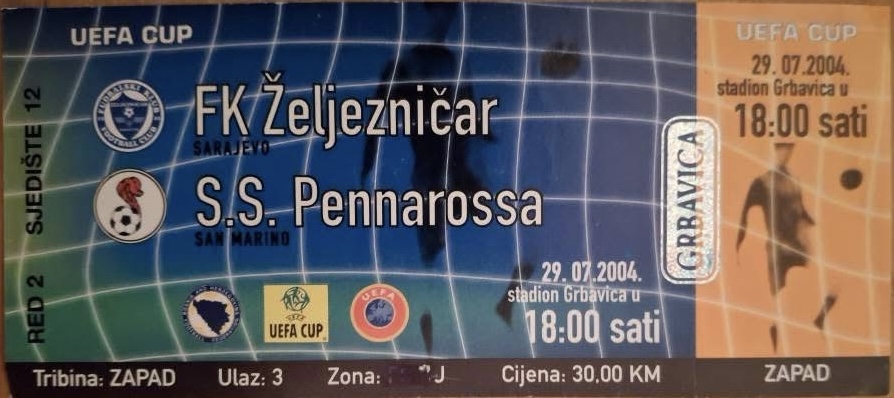 UEFA CUP
FK Željezničar
SARAJEVO
S.S. Pennarossa
SAN MARINO
RED 2 SJEDIŠTE 12
UEFA CUP
UEFA
29.07.2004.
stadion Grbavica u
18:00 sati
GRBAVICA
Tribina: ZAPAD Ulaz: 3 Zona: Cijena: 30,00 KM
UEFA CUP
29.07.2004.
stadion Grbavica u
18:00 sati
ZAPAD